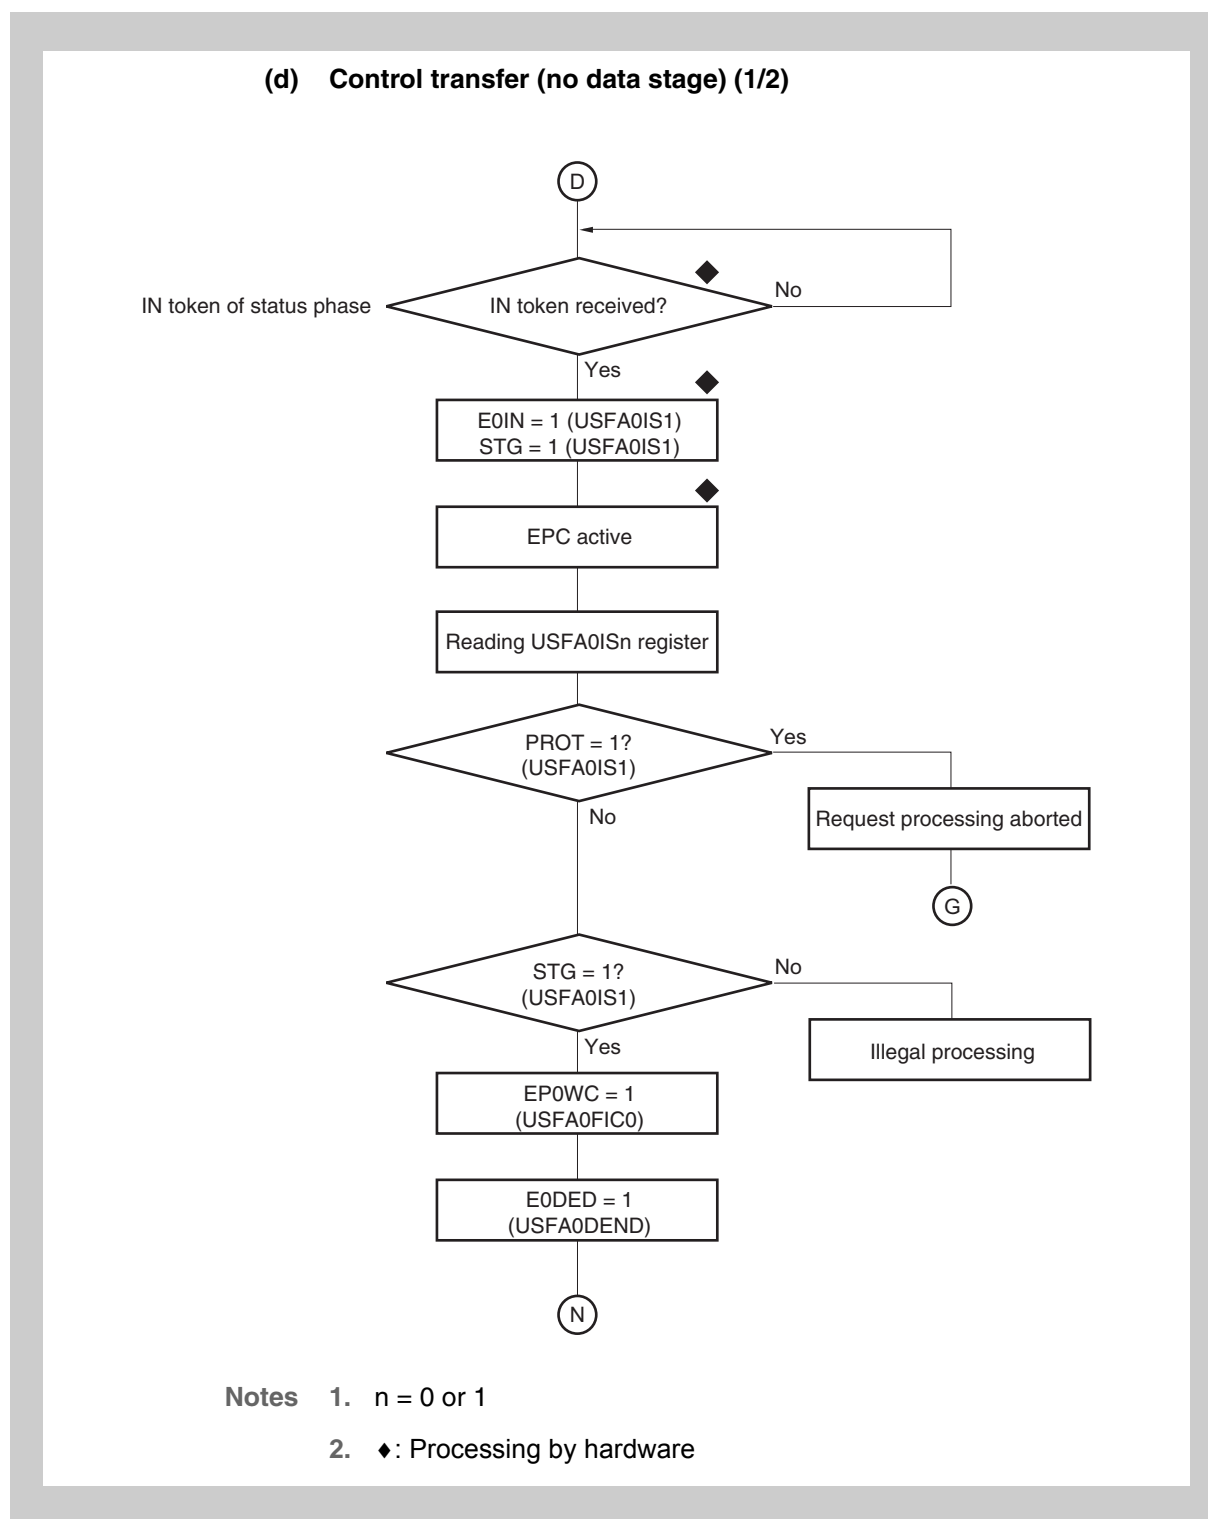 (d) Control transfer (no data stage) (1/2)
D
IN token of status phase
IN token received?
No
Yes
E0IN = 1 (USFA0IS1)
STG = 1 (USFA0IS1)
EPC active
Reading USFA0ISn register
PROT = 1?
(USFA0IS1)
Yes
No
Request processing aborted
G
STG = 1?
(USFA0IS1)
No
Yes
Illegal processing
EP0WC = 1
(USFA0FIC0)
E0DED = 1
(USFA0DEND)
N
Notes 1. n = 0 or 1
2. ♦: Processing by hardware